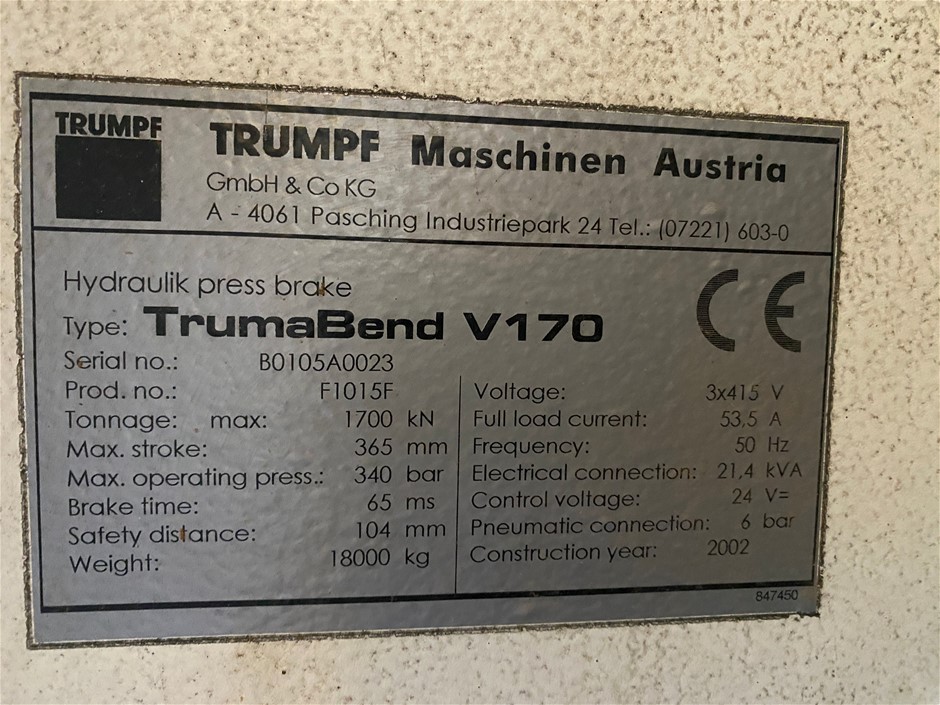 TRUMPF
TRUMPF Maschinen Austria
GmbH & Co KG
A - 4061 Pasching Industriepark 24 Tel.: (07221) 603-0
Hydraulik press brake
Type: TrumaBend V170
CE
Serial no.: B0105A0023
Prod. no.: F1015F
Tonnage: max: 1700 kN
Max. stroke: 365 mm
Max. operating press.: 340 bar
Brake time: 65 ms
Safety distance: 104 mm
Weight: 18000 kg
Voltage: 3x415 V
Full load current: 53,5 A
Frequency: 50 Hz
Electrical connection: 21,4 kVA
Control voltage: 24 V=
Pneumatic connection: 6 bar
Construction year: 2002
847450